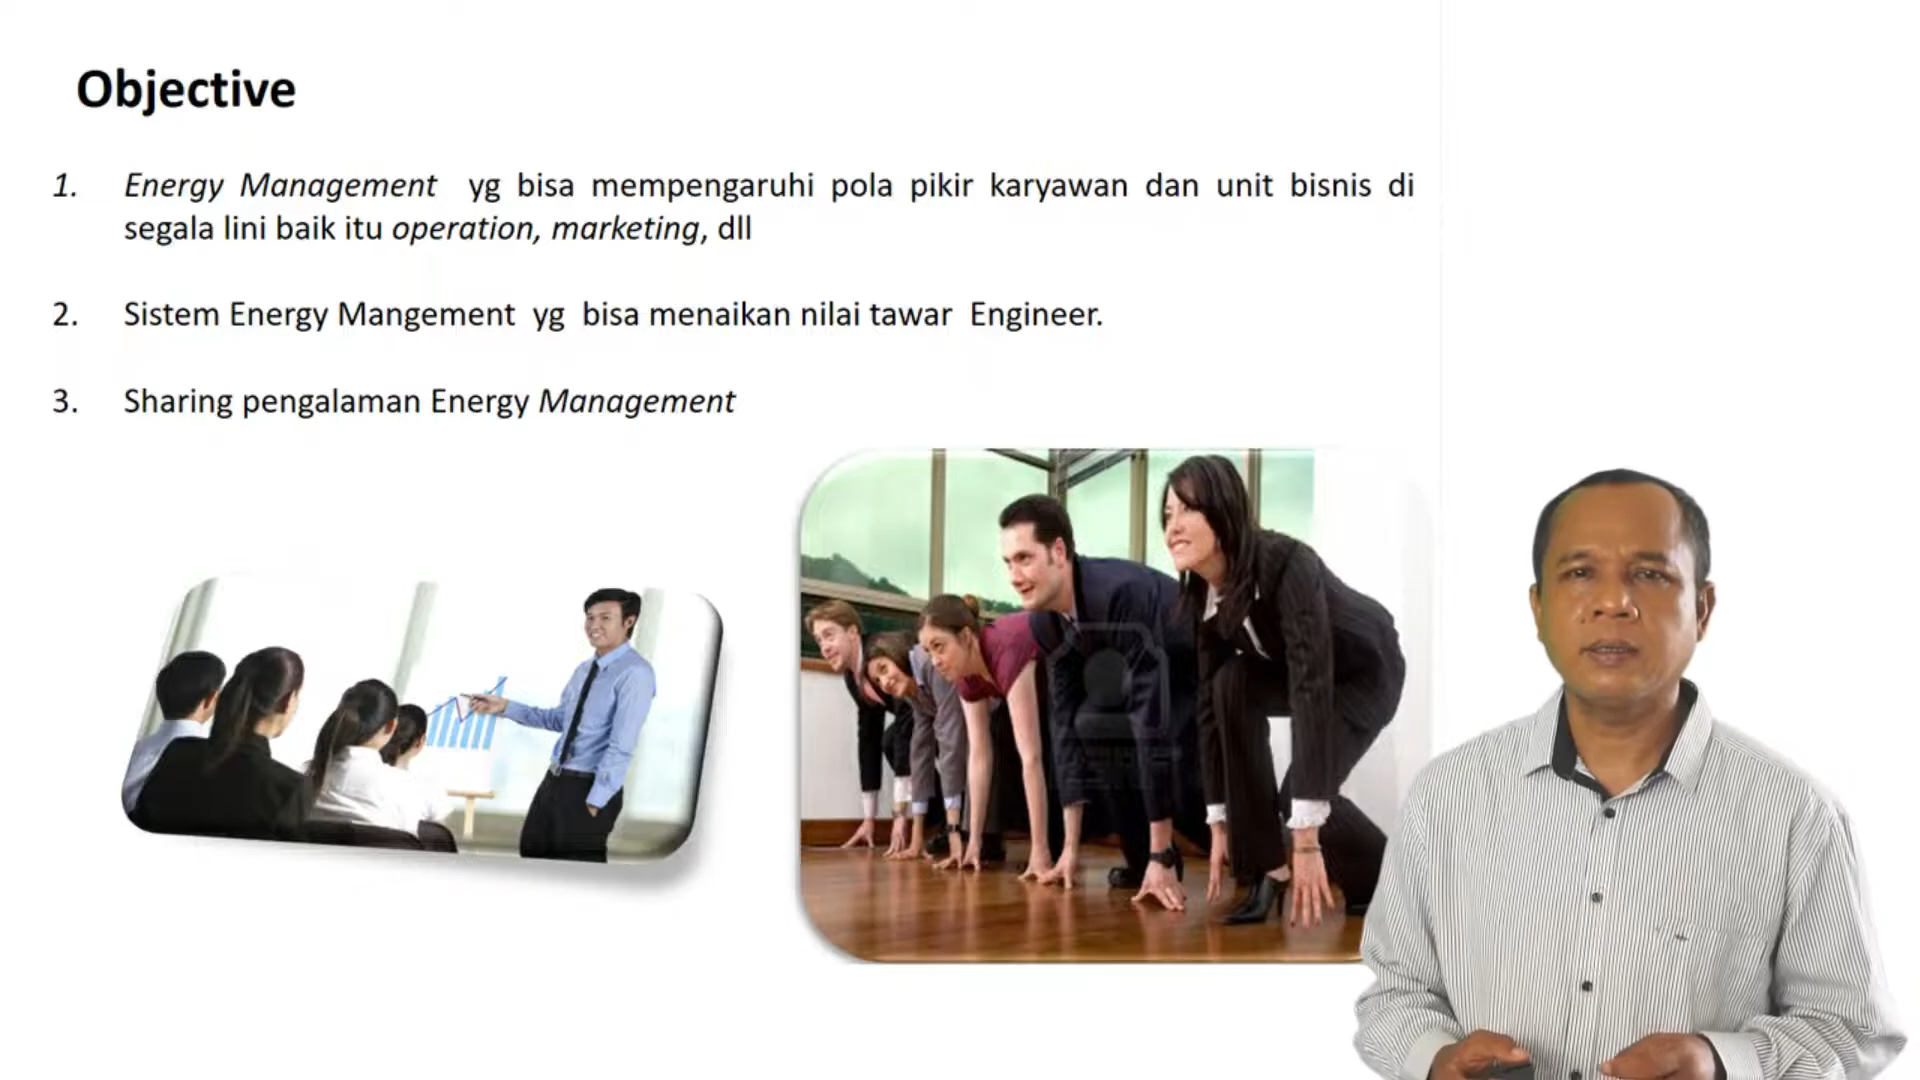 Objective
1. Energy Management yg bisa mempengaruhi pola pikir karyawan dan unit bisnis di
segala lini baik itu operation, marketing, dll
2. Sistem Energy Mangement yg bisa menaikan nilai tawar Engineer.
3. Sharing pengalaman Energy Management